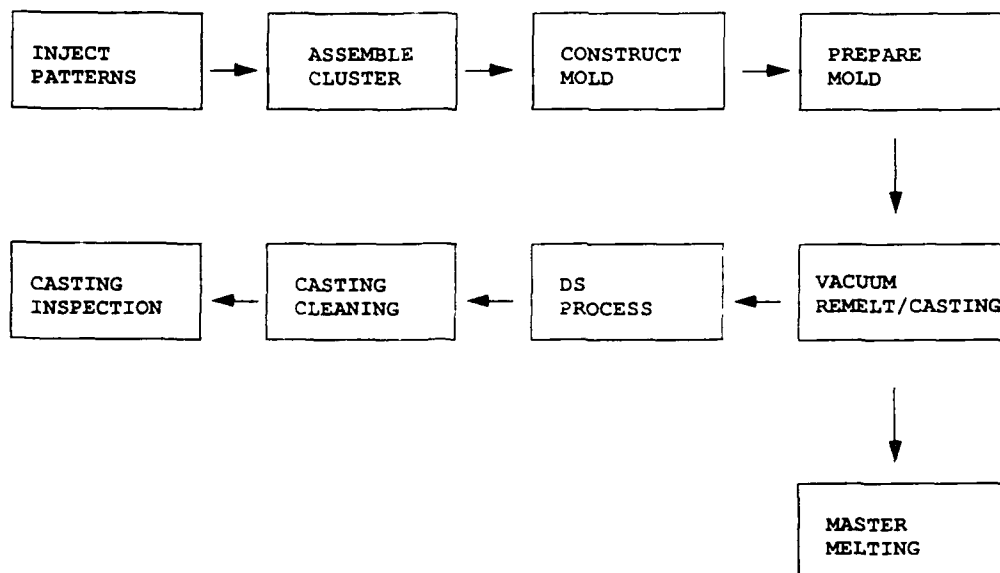 INJECT
PATTERNS
ASSEMBLE
CLUSTER
CONSTRUCT
MOLD
PREPARE
MOLD
CASTING
INSPECTION
CASTING
CLEANING
DS
PROCESS
VACUUM
REMELT/CASTING
MASTER
MELTING